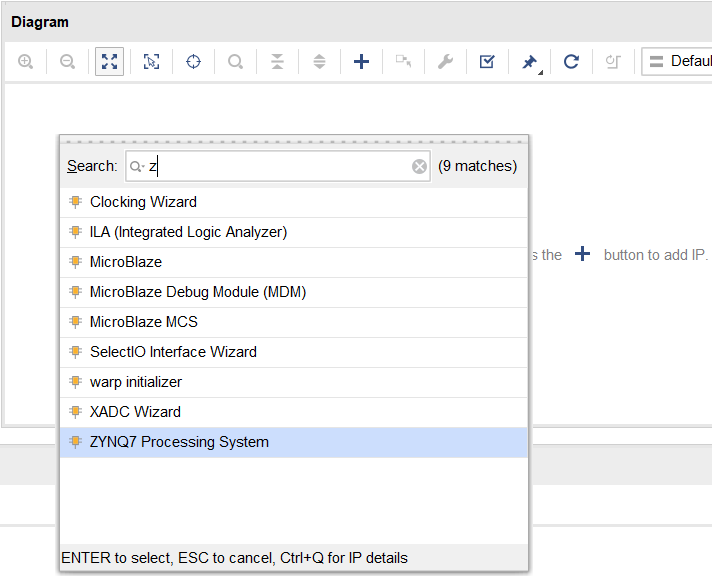 Diagram
Defaul
Search: z (9 matches)
Clocking Wizard
ILA (Integrated Logic Analyzer)
MicroBlaze
s the + button to add IP.
MicroBlaze Debug Module (MDM)
MicroBlaze MCS
SelectIO Interface Wizard
warp initializer
XADC Wizard
ZYNQ7 Processing System
ENTER to select, ESC to cancel, Ctrl+Q for IP details